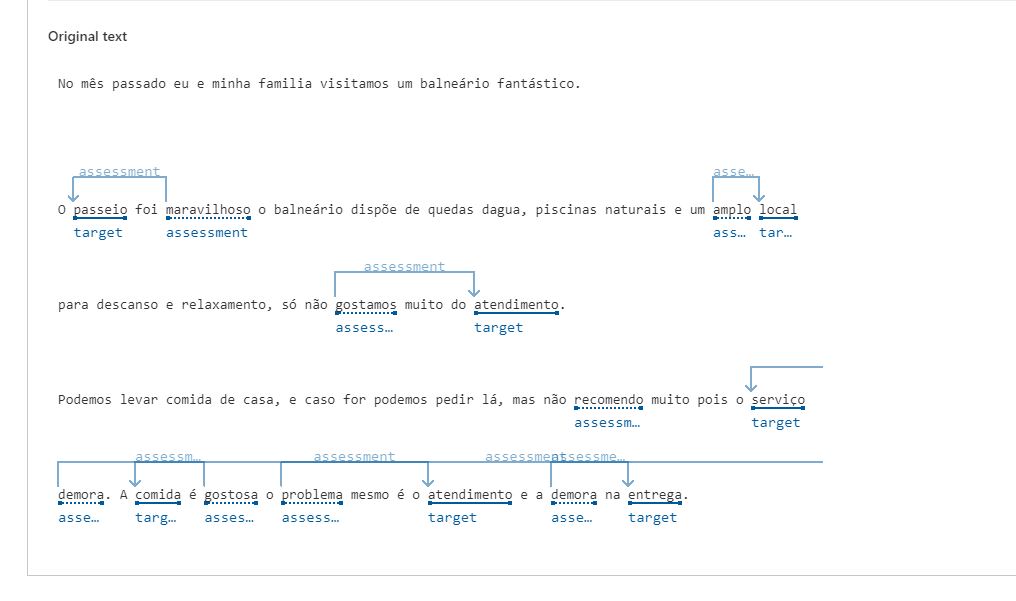 Original text
No mês passado eu e minha familia visitamos um balneário fantástico.
assessment asse…
O passeio foi maravilhoso o balneário dispõe de quedas dagua, piscinas naturais e um amplo local
target assessment ass… tar…
assessment
para descanso e relaxamento, só não gostamos muito do atendimento.
assess… target
Podemos levar comida de casa, e caso for podemos pedir lá, mas não recomendo muito pois o serviço
assessm… target
assessm… assessment assessment assessme…
demora. A comida é gostosa o problema mesmo é o atendimento e a demora na entrega.
asse… targ… asses… assess… target asse… target